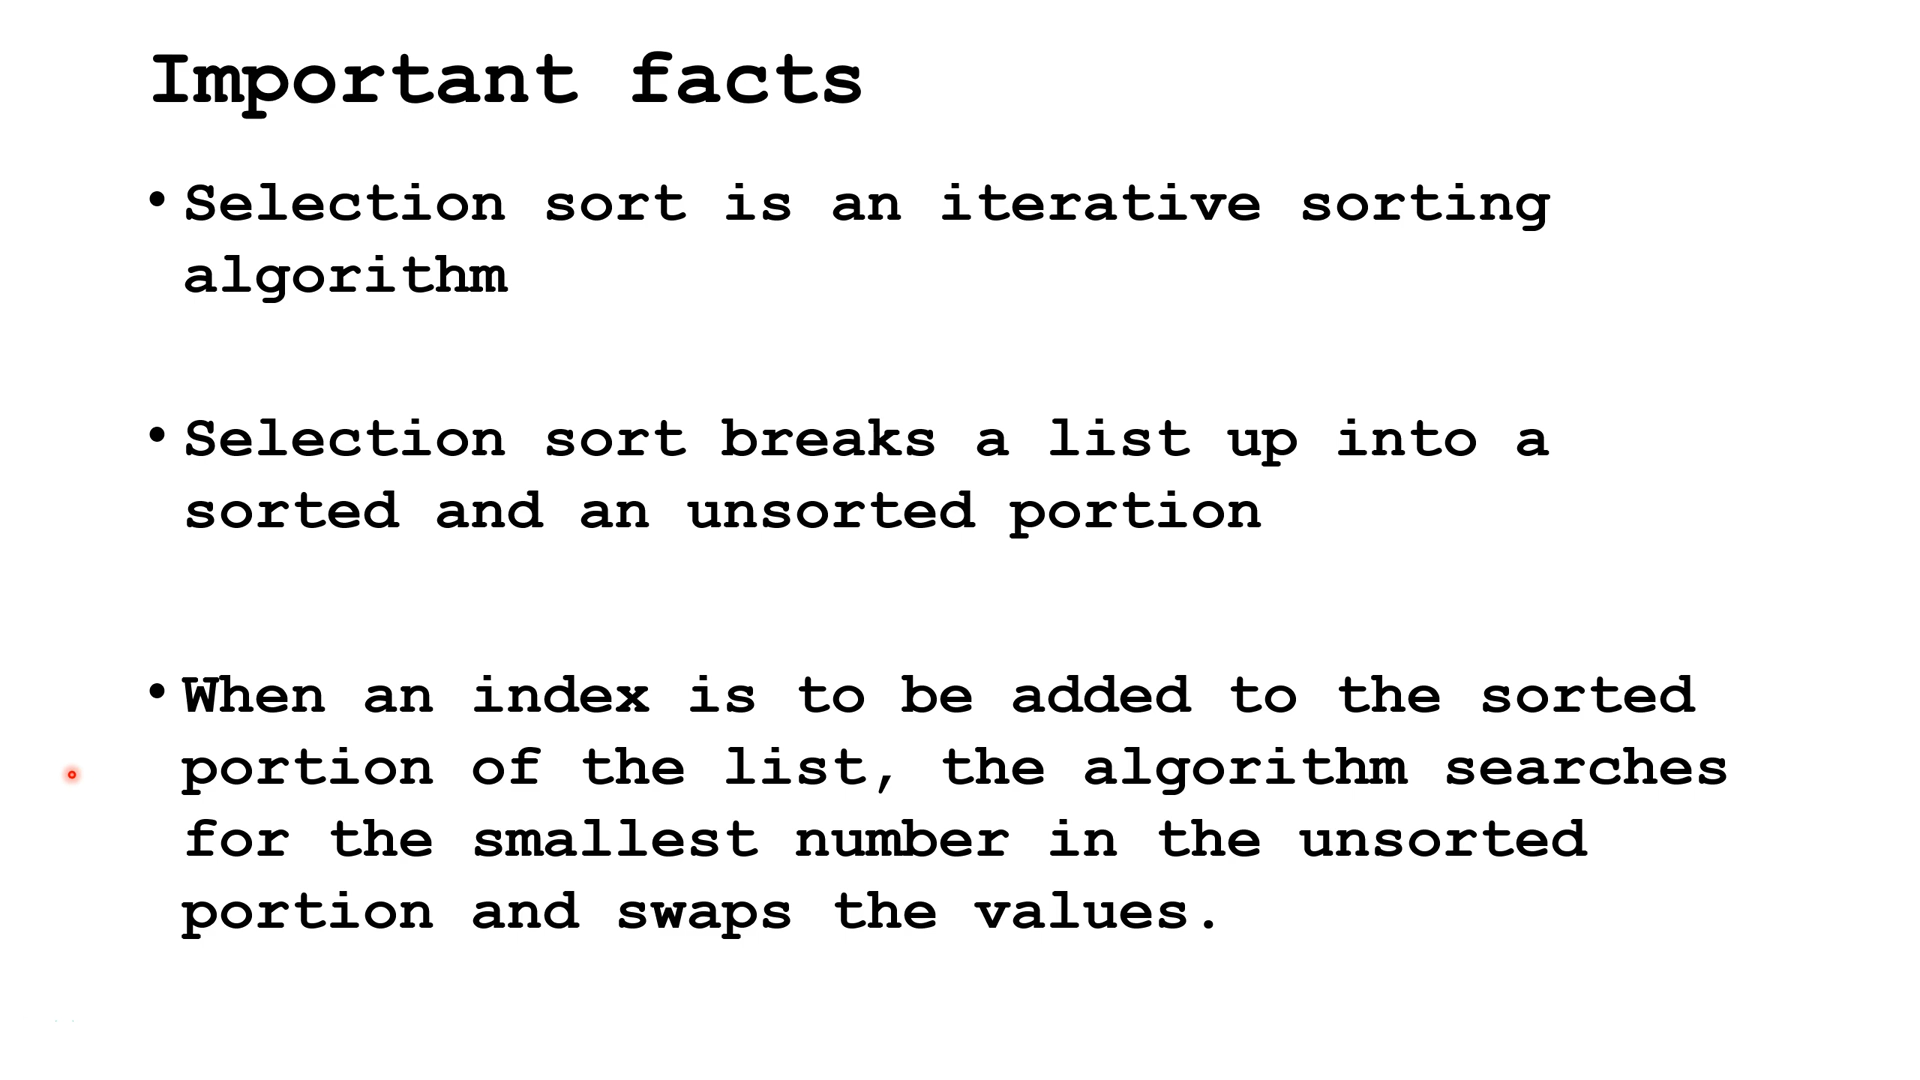 Important facts
• Selection sort is an iterative sorting
algorithm
• Selection sort breaks a list up into a
sorted and an unsorted portion
• When an index is to be added to the sorted
portion of the list, the algorithm searches
for the smallest number in the unsorted
portion and swaps the values.